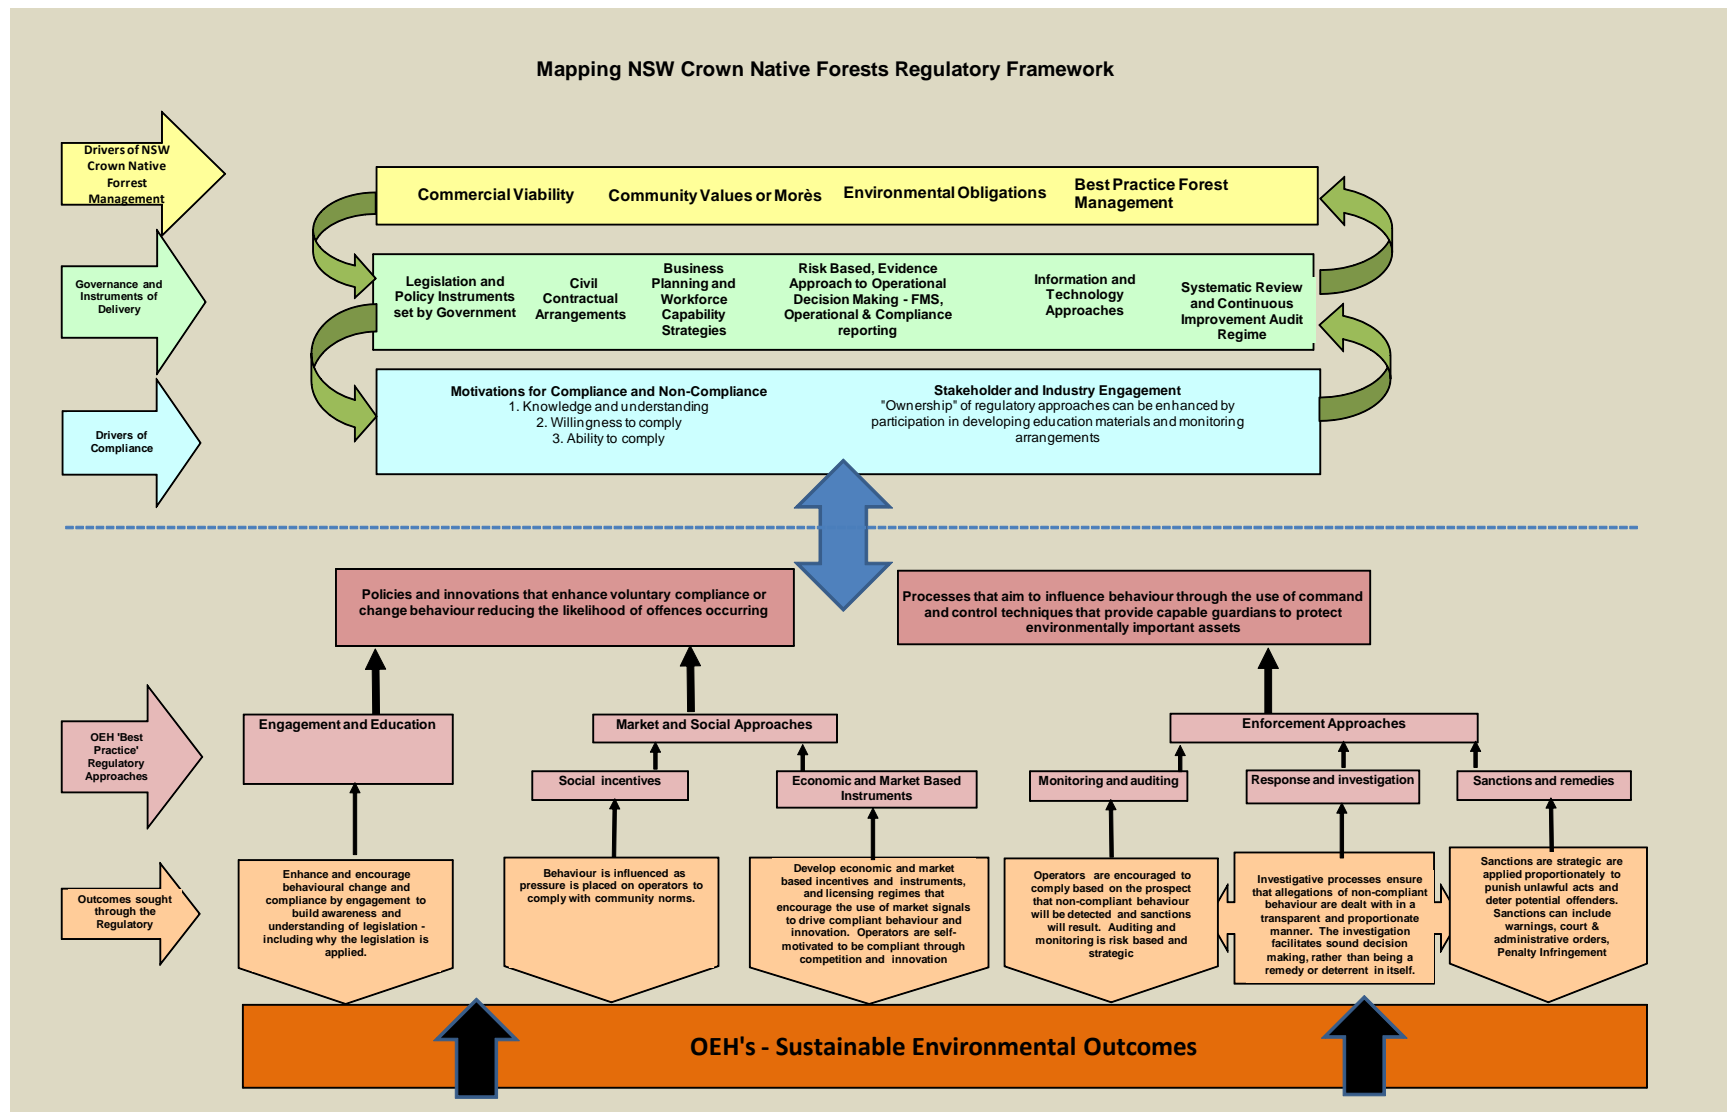 Mapping NSW Crown Native Forests Regulatory Framework
Drivers of NSW
Crown Native
Forrest
Management
Commercial Viability
Community Values or Morès
Environmental Obligations
Best Practice Forest
Management
Governance and
Instruments of
Delivery
Legislation and
Policy Instruments
set by Government
Civil
Contractual
Arrangements
Business
Planning and
Workforce
Capability
Strategies
Risk Based, Evidence
Approach to Operational
Decision Making - FMS,
Operational & Compliance
reporting
Information and
Technology
Approaches
Systematic Review
and Continuous
Improvement Audit
Regime
Drivers of
Compliance
Motivations for Compliance and Non-Compliance
1. Knowledge and understanding
2. Willingness to comply
3. Ability to comply
Stakeholder and Industry Engagement
"Ownership" of regulatory approaches can be enhanced by
participation in developing education materials and monitoring
arrangements
Policies and innovations that enhance voluntary compliance or
change behaviour reducing the likelihood of offences occurring
Processes that aim to influence behaviour through the use of command
and control techniques that provide capable guardians to protect
environmentally important assets
OEH 'Best
Practice'
Regulatory
Approaches
Engagement and Education
Market and Social Approaches
Enforcement Approaches
Social incentives
Economic and Market Based
Instruments
Monitoring and auditing
Response and investigation
Sanctions and remedies
Outcomes sought
through the
Regulatory
Enhance and encourage
behavioural change and
compliance by engagement to
build awareness and
understanding of legislation -
including why the legislation is
applied.
Behaviour is influenced as
pressure is placed on operators to
comply with community norms.
Develop economic and market
based incentives and instruments,
and licensing regimes that
encourage the use of market signals
to drive compliant behaviour and
innovation.  Operators are self-
motivated to be compliant through
competition and innovation
Operators  are encouraged to
comply based on the prospect
that non-compliant behaviour
will be detected and sanctions
will result.  Auditing and
monitoring is risk based and
strategic
Investigative processes ensure
that allegations of non-compliant
behaviour are dealt with in a
transparent and proportionate
manner.  The investigation
facilitates sound decision
making, rather than being a
remedy or deterrent in itself.
Sanctions are strategic are
applied proportionately to
punish unlawful acts and
deter potential offenders.
Sanctions can include
warnings, court &
administrative orders,
Penalty Infringement
OEH's - Sustainable Environmental Outcomes